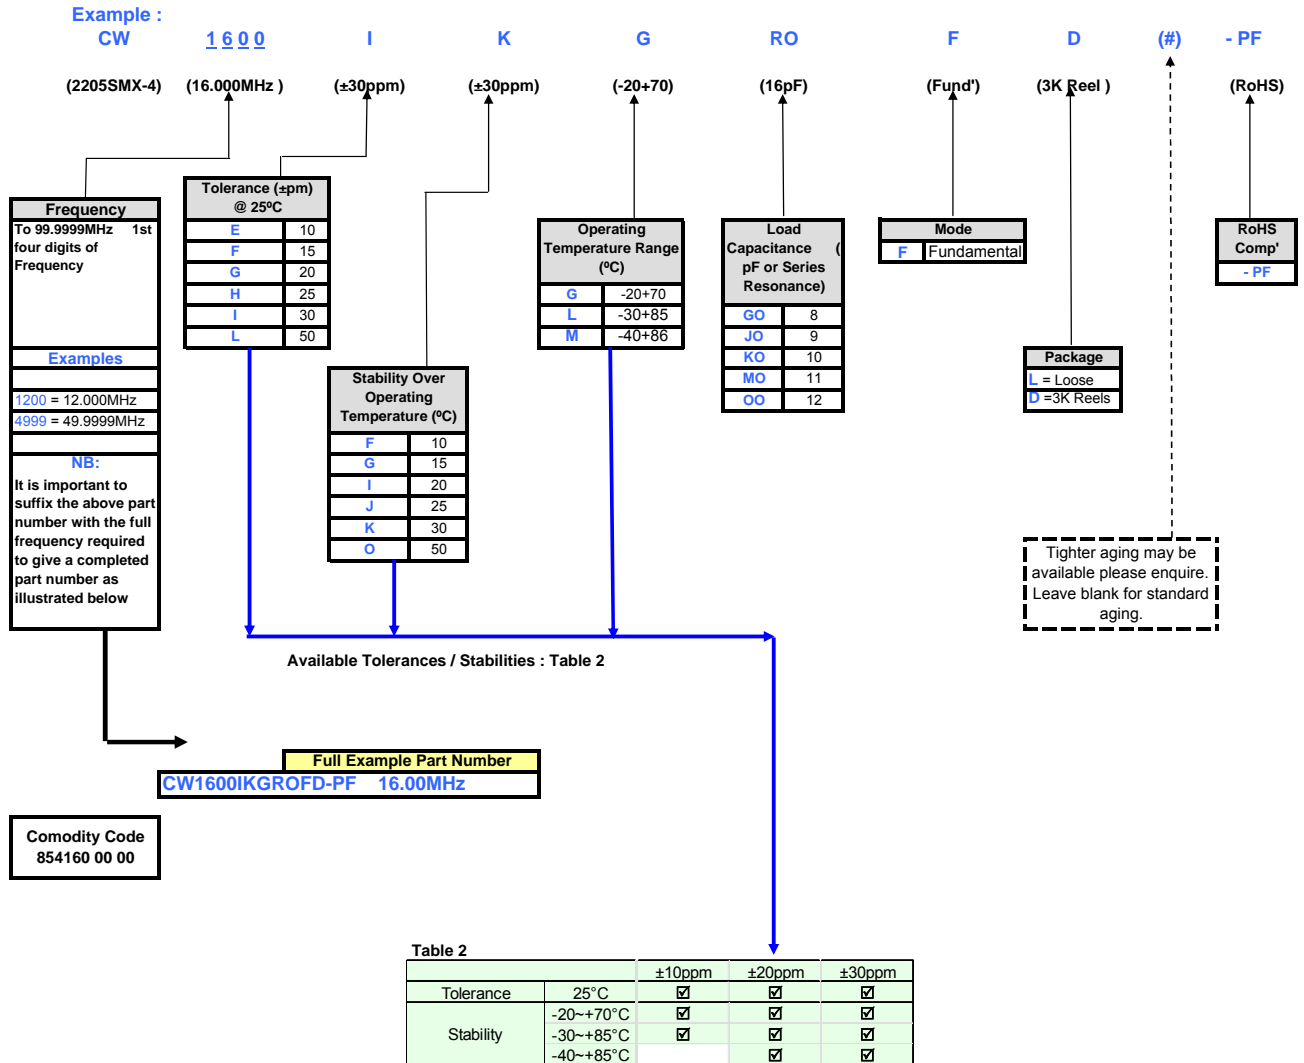 Example :
CW 1 6 0 0 I K G RO F D (#) - PF
(2205SMX-4) (16.000MHz ) (±30ppm) (±30ppm) (-20+70) (16pF) (Fund') (3K Reel ) (RoHS)
Frequency
To 99.9999MHz 1st
four digits of
Frequency
Examples
1200 = 12.000MHz
4999 = 49.9999MHz
NB:
It is important to
suffix the above part
number with the full
frequency required
to give a completed
part number as
illustrated below
Tolerance (±pm)
@ 25ºC
E 10
F 15
G 20
H 25
I 30
L 50
Stability Over
Operating
Temperature (ºC)
F 10
G 15
I 20
J 25
K 30
O 50
Operating
Temperature Range
(ºC)
G -20+70
L -30+85
M -40+86
Load
Capacitance (
pF or Series
Resonance)
GO 8
JO 9
KO 10
MO 11
OO 12
Mode
F Fundamental
Package
L = Loose
D =3K Reels
RoHS
Comp'
- PF
Tighter aging may be
available please enquire.
Leave blank for standard
aging.
Available Tolerances / Stabilities : Table 2
Full Example Part Number
CW1600IKGROFD-PF 16.00MHz
Comodity Code
854160 00 00
Table 2
±10ppm ±20ppm ±30ppm
Tolerance 25°C ☑ ☑ ☑
-20~+70°C ☑ ☑ ☑
Stability -30~+85°C ☑ ☑ ☑
-40~+85°C ☑ ☑